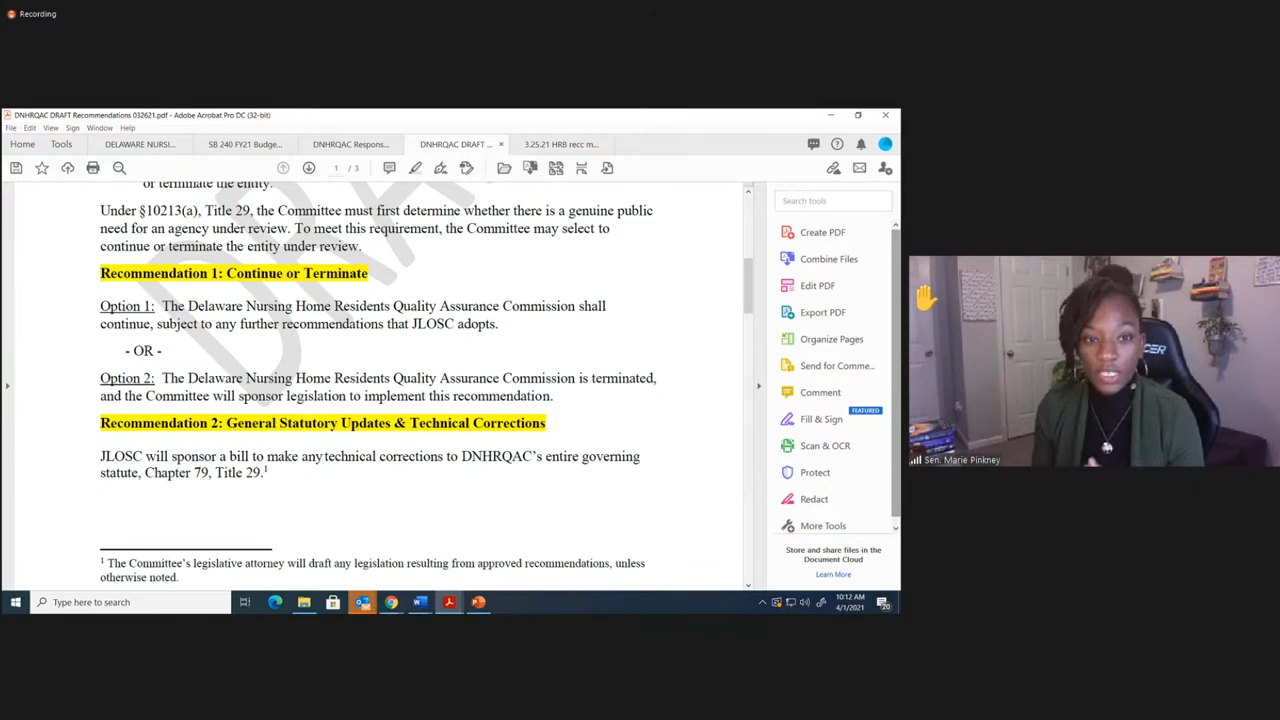 Recording
DNHRQAC DRAFT Recommendations 032621.pdf - Adobe Acrobat Pro DC (32-bit)
File Edit View Sign Window Help
Home Tools DELAWARE NURSI... SB 240 FY21 Budge... DNHRQAC Respons... DNHRQAC DRAFT ... × 3.25.21 HRB recc m...
1 / 3
DRA
or terminate the entity.
Under §10213(a), Title 29, the Committee must first determine whether there is a genuine public
need for an agency under review. To meet this requirement, the Committee may select to
continue or terminate the entity under review.
Recommendation 1: Continue or Terminate
Option 1: The Delaware Nursing Home Residents Quality Assurance Commission shall
continue, subject to any further recommendations that JLOSC adopts.
- OR -
Option 2: The Delaware Nursing Home Residents Quality Assurance Commission is terminated,
and the Committee will sponsor legislation to implement this recommendation.
Recommendation 2: General Statutory Updates & Technical Corrections
JLOSC will sponsor a bill to make any technical corrections to DNHRQAC's entire governing
statute, Chapter 79, Title 29.1
1 The Committee's legislative attorney will draft any legislation resulting from approved recommendations, unless
otherwise noted.
Search tools
Create PDF
Combine Files
Edit PDF
Export PDF
Organize Pages
Send for Comme...
Comment
FEATURED
Fill & Sign
Scan & OCR
Protect
Redact
More Tools
Store and share files in the
Document Cloud
Learn More
Type here to search
10:12 AM
4/1/2021
20
Sen. Marie Pinkney